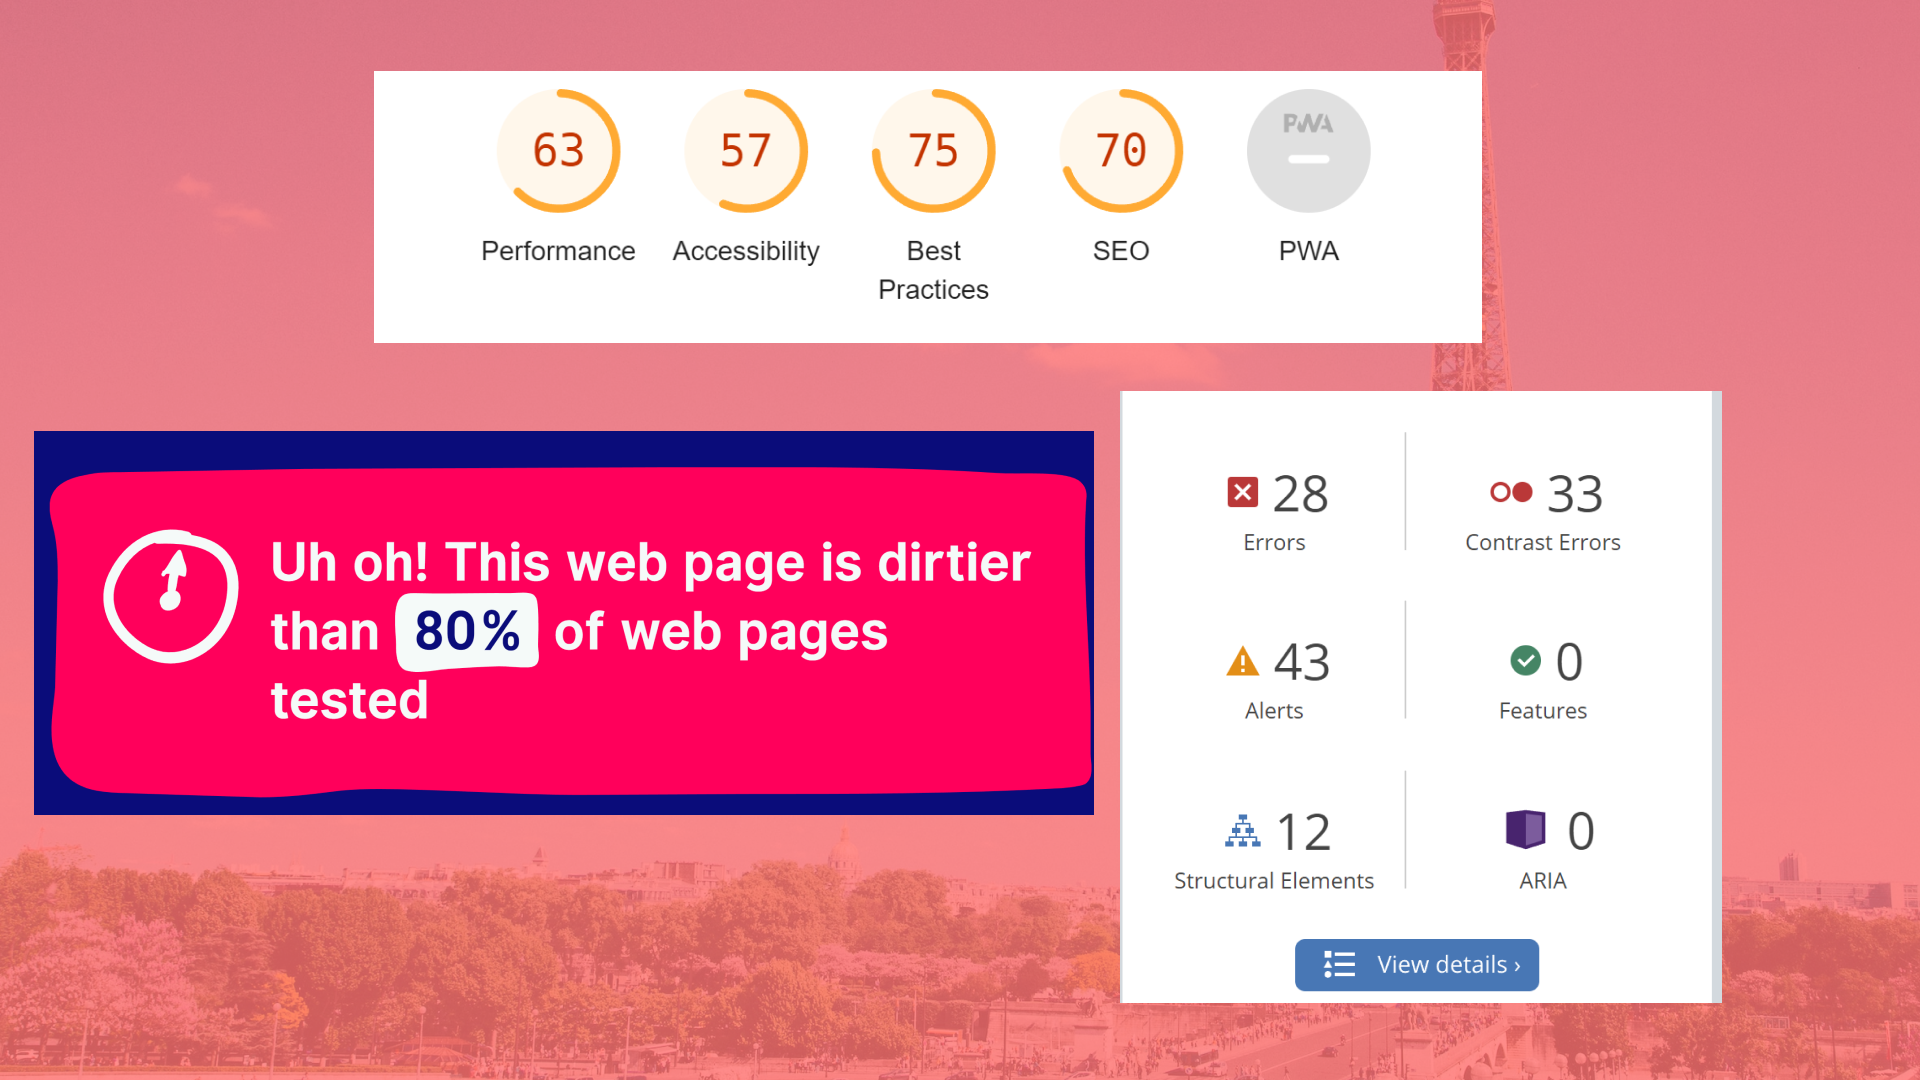 63
57
75
70
PWA
Performance
Accessibility
Best
Practices
SEO
PWA
Uh oh! This web page is dirtier
than 80% of web pages
tested
28
Errors
33
Contrast Errors
43
Alerts
0
Features
12
Structural Elements
0
ARIA
View details ›